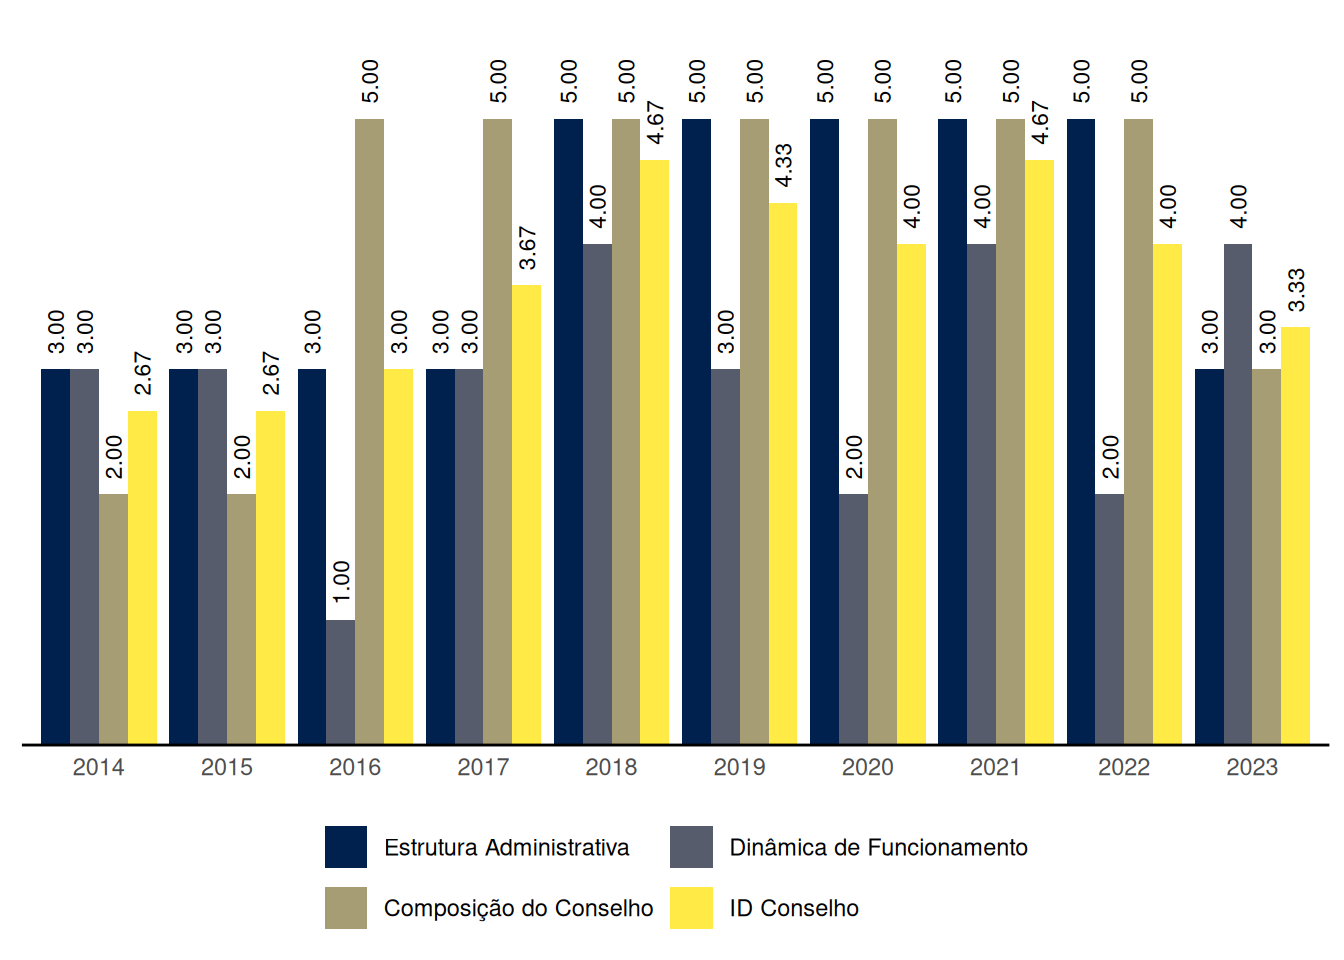 3.00 3.00 2.00 2.67 3.00 3.00 2.00 2.67 3.00 1.00 5.00 3.00 3.00 3.00 5.00 3.67 5.00 4.00 5.00 4.67 5.00 3.00 5.00 4.33 5.00 2.00 5.00 4.00 5.00 4.00 5.00 4.67 5.00 2.00 5.00 4.00 3.00 4.00 3.00 3.33
2014 2015 2016 2017 2018 2019 2020 2021 2022 2023
Estrutura Administrativa Dinâmica de Funcionamento
Composição do Conselho ID Conselho